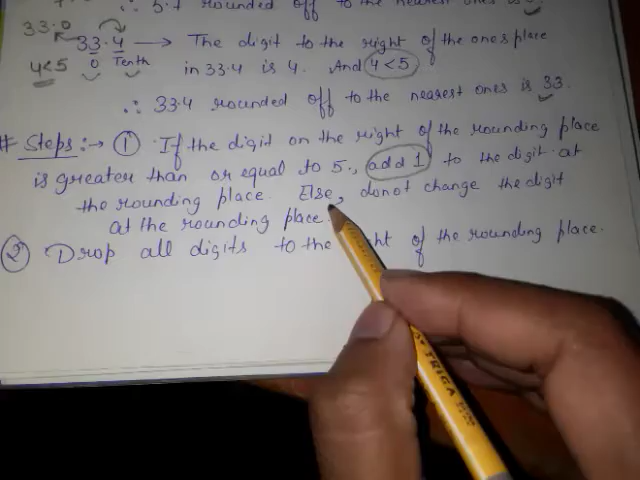 ∴ 5.1 rounded off to the nearest ones is
33.0
33.4 → The digit to the right of the ones place
4<5 O Tenth in 33.4 is 4. And 4<5
∴ 33.4 rounded off to the nearest ones is 33.
# Steps:→ ① If the digit on the right of the rounding place
is greater than or equal to 5, add 1 to the digit at
the rounding place. Else, donot change the digit
at the rounding place.
② Drop all digits to the right of the rounding place.
TRIGA